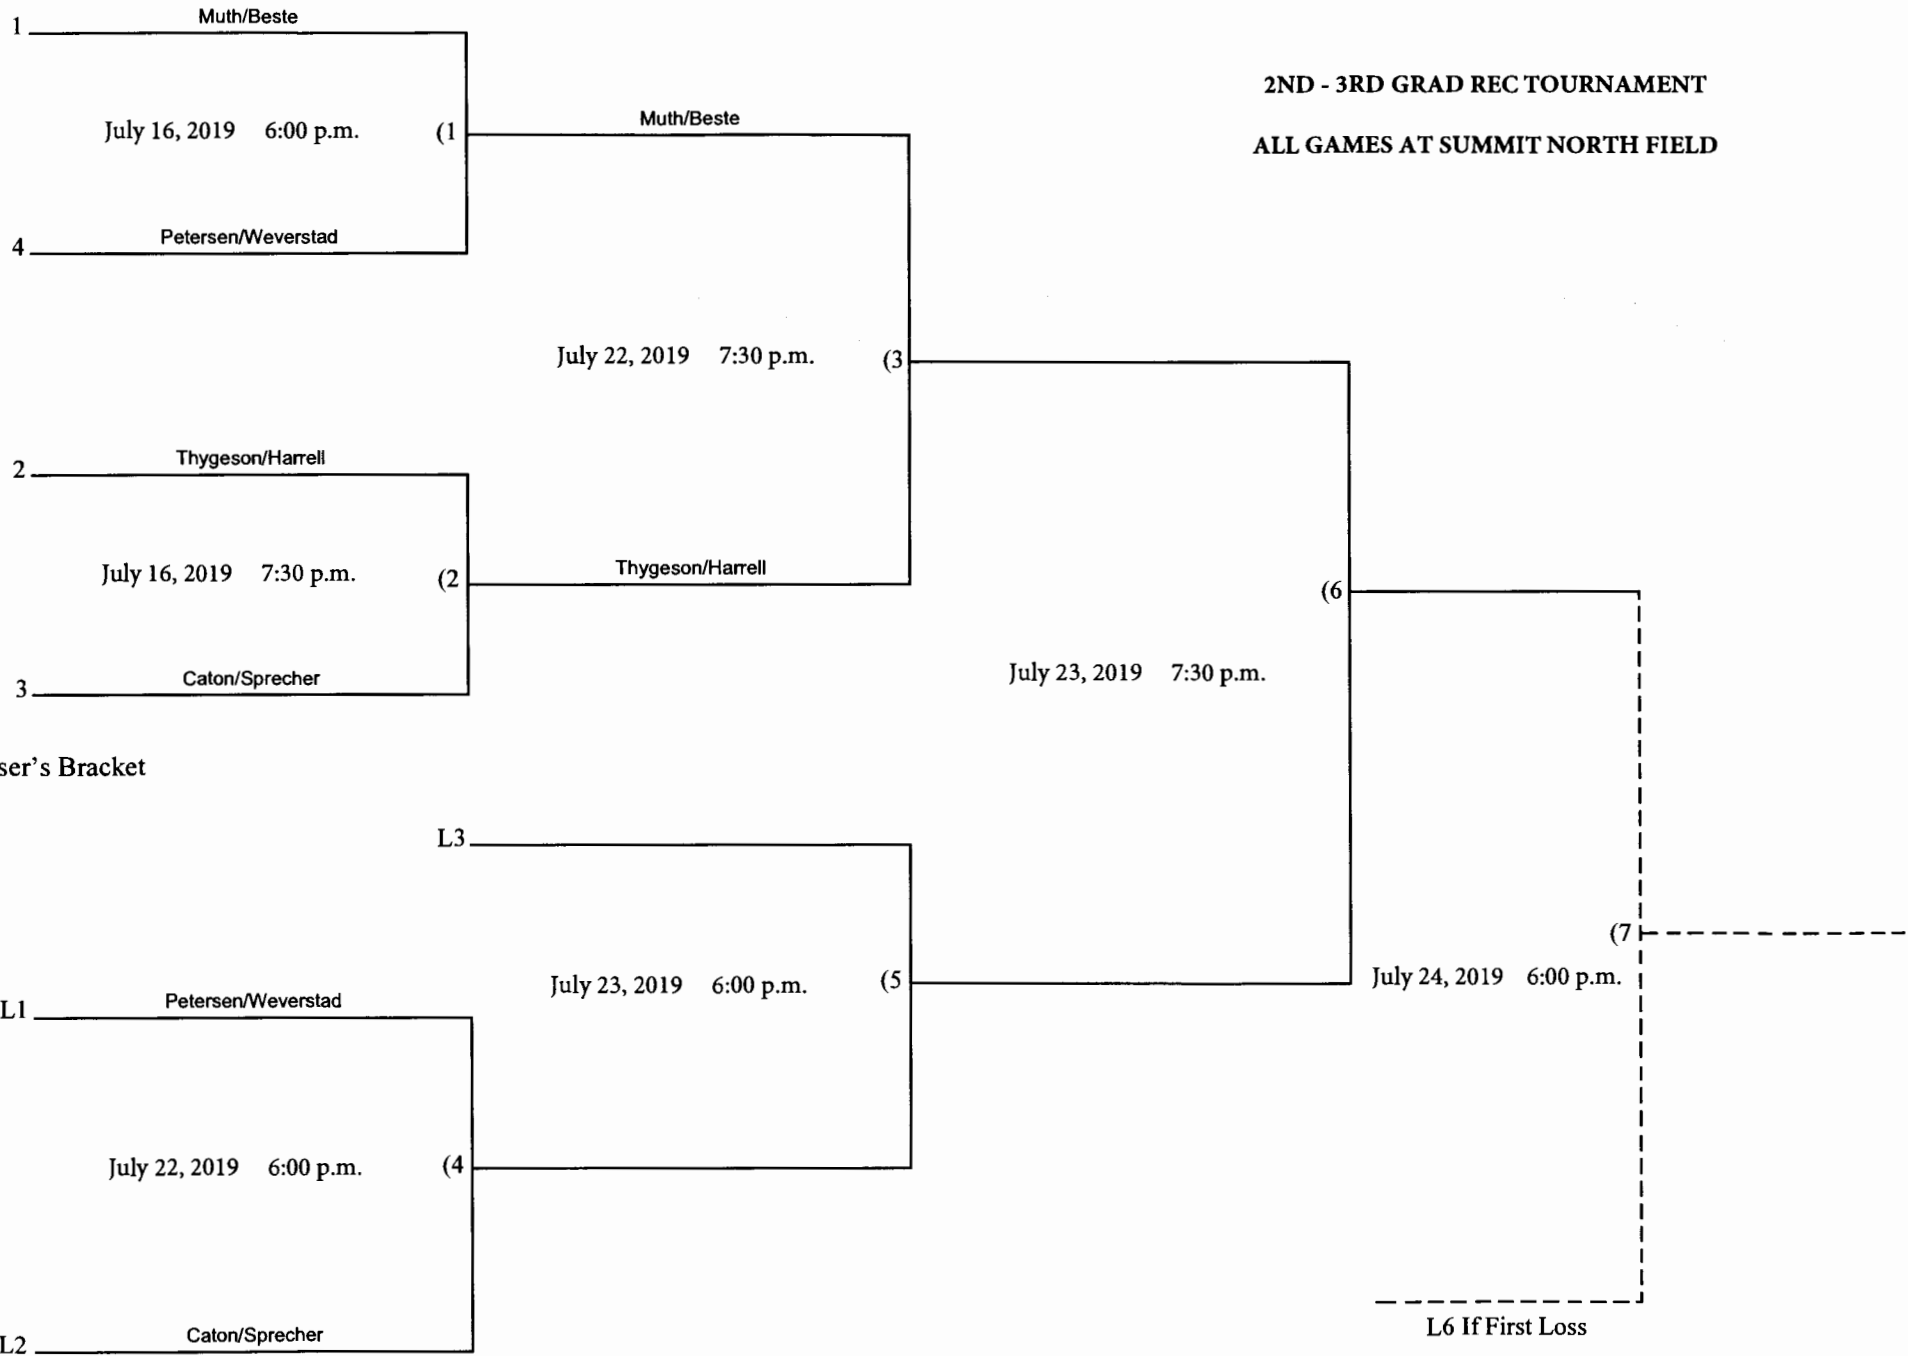 Muth/Beste
1
2ND - 3RD GRAD REC TOURNAMENT
July 16, 2019 6:00 p.m. (1
Muth/Beste
ALL GAMES AT SUMMIT NORTH FIELD
Petersen/Weverstad
4
July 22, 2019 7:30 p.m. (3
Thygeson/Harrell
2
July 16, 2019 7:30 p.m. (2
Thygeson/Harrell
(6
Caton/Sprecher
3
July 23, 2019 7:30 p.m.
ser's Bracket
L3
(7
July 23, 2019 6:00 p.m. (5
July 24, 2019 6:00 p.m.
Petersen/Weverstad
L1
July 22, 2019 6:00 p.m. (4
L6 If First Loss
Caton/Sprecher
L2